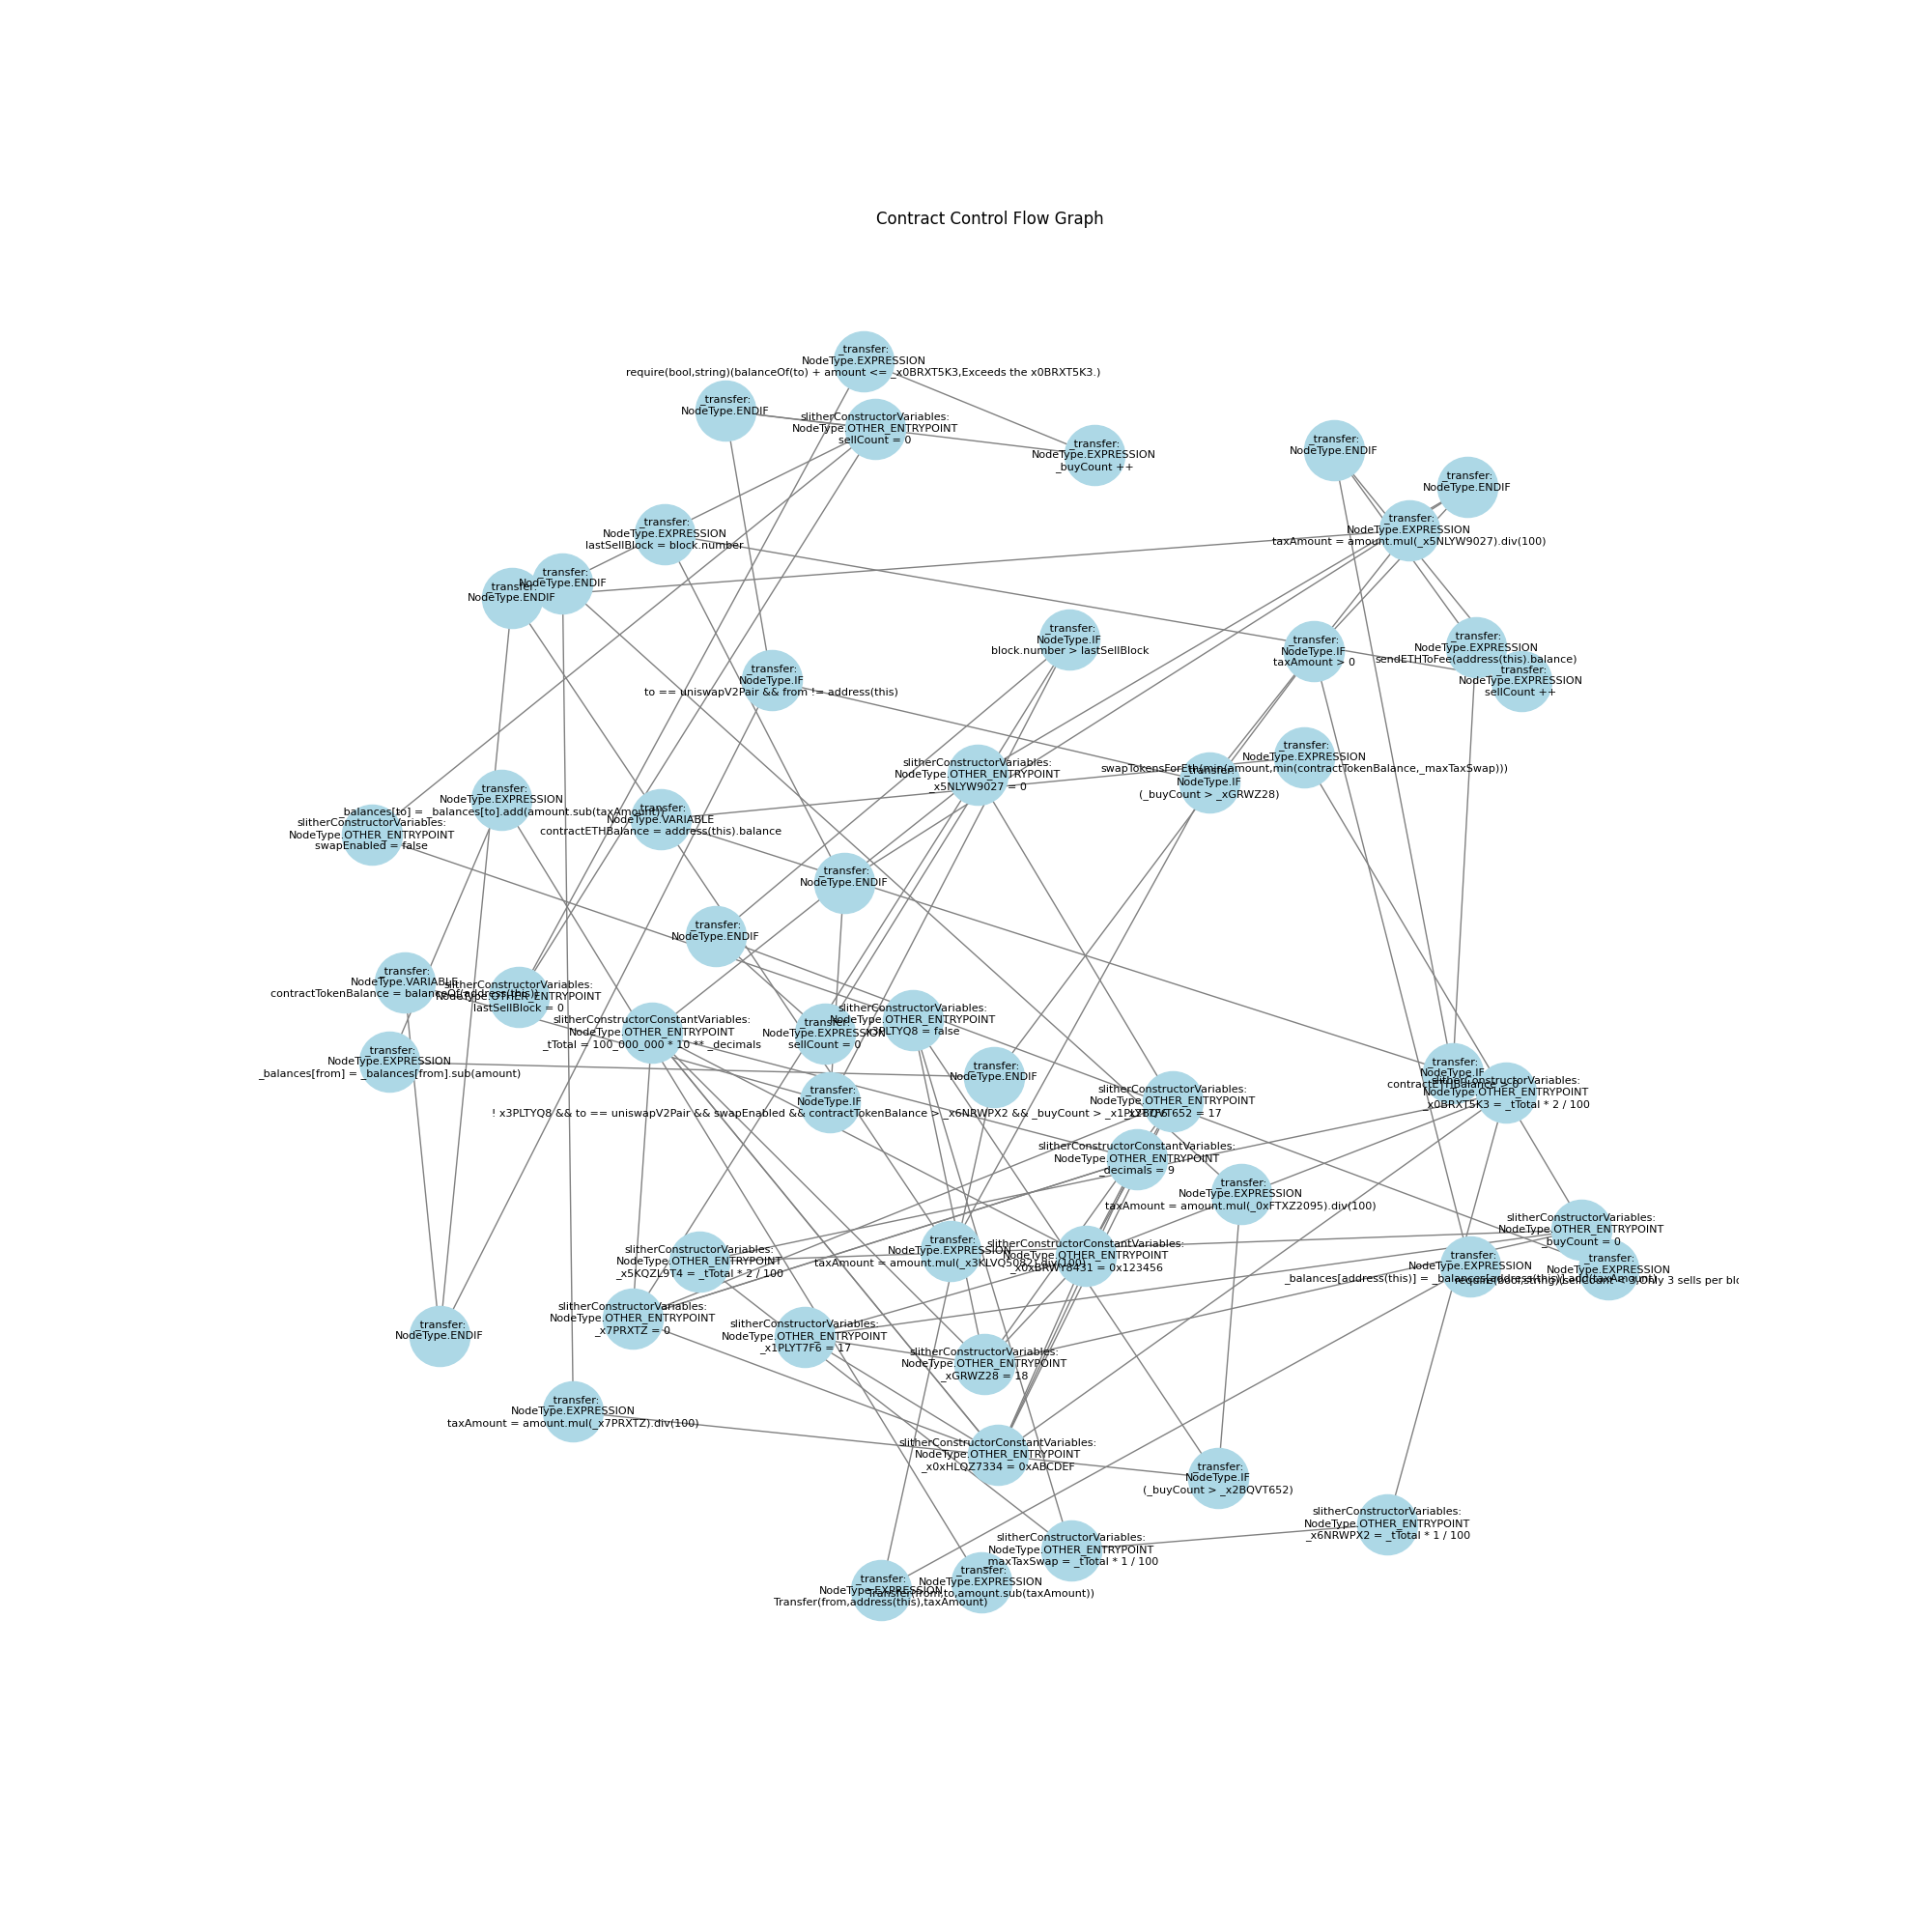 Contract Control Flow Graph
_transfer:
NodeType.EXPRESSION
require(bool,string)(balanceOf(to) + amount <= _x0BRXT5K3,Exceeds the x0BRXT5K3.)
_transfer:
NodeType.ENDIF
slitherConstructorVariables:
NodeType.OTHER_ENTRYPOINT
sellCount = 0
_transfer:
NodeType.EXPRESSION
_buyCount ++
_transfer:
NodeType.ENDIF
_transfer:
NodeType.ENDIF
_transfer:
NodeType.EXPRESSION
taxAmount = amount.mul(_x5NLYW9027).div(100)
_transfer:
NodeType.EXPRESSION
lastSellBlock = block.number
_transfer:
NodeType.ENDIF
_transfer:
NodeType.ENDIF
_transfer:
NodeType.IF
block.number > lastSellBlock
_transfer:
NodeType.IF
taxAmount > 0
_transfer:
NodeType.EXPRESSION
sendETHToFee(address(this).balance)
_transfer:
NodeType.EXPRESSION
sellCount ++
_transfer:
NodeType.IF
to == uniswapV2Pair && from != address(this)
_transfer:
NodeType.EXPRESSION
swapTokensForEth(min(amount,min(contractTokenBalance,_maxTaxSwap)))
_transfer:
NodeType.IF
(_buyCount > _xGRWZ28)
slitherConstructorVariables:
NodeType.OTHER_ENTRYPOINT
_x5NLYW9027 = 0
_transfer:
NodeType.EXPRESSION
_balances[to] = _balances[to].add(amount.sub(taxAmount))
_transfer:
NodeType.VARIABLE
contractETHBalance = address(this).balance
slitherConstructorVariables:
NodeType.OTHER_ENTRYPOINT
swapEnabled = false
_transfer:
NodeType.ENDIF
_transfer:
NodeType.ENDIF
_transfer:
NodeType.VARIABLE
contractTokenBalance = balanceOf(address(this))
slitherConstructorVariables:
NodeType.OTHER_ENTRYPOINT
lastSellBlock = 0
slitherConstructorConstantVariables:
NodeType.OTHER_ENTRYPOINT
_tTotal = 100_000_000 * 10 ** _decimals
_transfer:
NodeType.EXPRESSION
sellCount = 0
slitherConstructorVariables:
NodeType.OTHER_ENTRYPOINT
x3PLTYQ8 = false
_transfer:
NodeType.EXPRESSION
_balances[from] = _balances[from].sub(amount)
_transfer:
NodeType.ENDIF
_transfer:
NodeType.IF
! x3PLTYQ8 && to == uniswapV2Pair && swapEnabled && contractTokenBalance > _x6NRWPX2 && _buyCount > _x1PLYT7F6
slitherConstructorVariables:
NodeType.OTHER_ENTRYPOINT
_x2BQVT652 = 17
_transfer:
NodeType.IF
contractETHBalance > 0
slitherConstructorVariables:
NodeType.OTHER_ENTRYPOINT
_x0BRXT5K3 = _tTotal * 2 / 100
slitherConstructorConstantVariables:
NodeType.OTHER_ENTRYPOINT
_decimals = 9
_transfer:
NodeType.EXPRESSION
taxAmount = amount.mul(_0xFTXZ2095).div(100)
slitherConstructorVariables:
NodeType.OTHER_ENTRYPOINT
_buyCount = 0
slitherConstructorVariables:
NodeType.OTHER_ENTRYPOINT
_x5KQZL9T4 = _tTotal * 2 / 100
_transfer:
NodeType.EXPRESSION
taxAmount = amount.mul(_x3KLVQ5082).div(100)
slitherConstructorConstantVariables:
NodeType.OTHER_ENTRYPOINT
_x0xBRWY8431 = 0x123456
_transfer:
NodeType.EXPRESSION
_balances[address(this)] = _balances[address(this)].add(taxAmount)
_transfer:
NodeType.EXPRESSION
slitherConstructorVariables:
NodeType.OTHER_ENTRYPOINT
_x7PRXTZ = 0
_transfer:
NodeType.ENDIF
slitherConstructorVariables:
NodeType.OTHER_ENTRYPOINT
_x1PLYT7F6 = 17
slitherConstructorVariables:
NodeType.OTHER_ENTRYPOINT
_xGRWZ28 = 18
_transfer:
NodeType.EXPRESSION
taxAmount = amount.mul(_x7PRXTZ).div(100)
slitherConstructorConstantVariables:
NodeType.OTHER_ENTRYPOINT
_x0xHLQZ7334 = 0xABCDEF
_transfer:
NodeType.IF
(_buyCount > _x2BQVT652)
slitherConstructorVariables:
NodeType.OTHER_ENTRYPOINT
_x6NRWPX2 = _tTotal * 1 / 100
slitherConstructorVariables:
NodeType.OTHER_ENTRYPOINT
_maxTaxSwap = _tTotal * 1 / 100
_transfer:
NodeType.EXPRESSION
Transfer(from,to,amount.sub(taxAmount))
_transfer:
NodeType.EXPRESSION
Transfer(from,address(this),taxAmount)